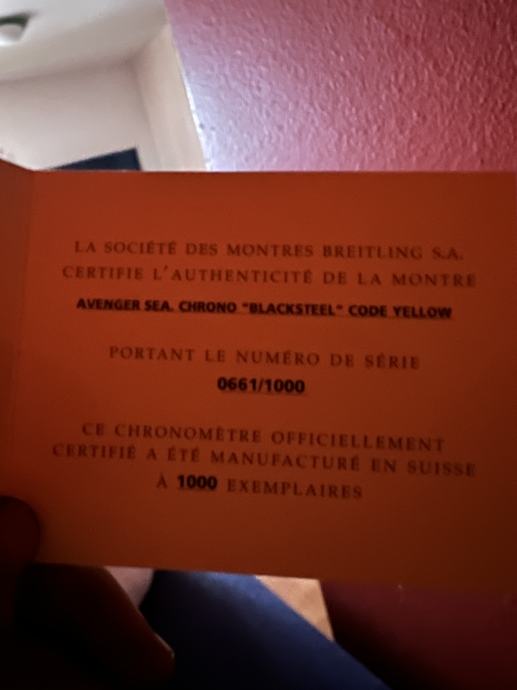 LA SOCIÉTÉ DES MONTRES BREITLING S.A.
CERTIFIE L'AUTHENTICITÉ DE LA MONTRE
AVENGER SEA. CHRONO "BLACKSTEEL" CODE YELLOW
PORTANT LE NUMÉRO DE SÉRIE
0661/1000
CE CHRONOMÈTRE OFFICIELLEMENT
CERTIFIÉ A ÉTÉ MANUFACTURÉ EN SUISSE
À 1000 EXEMPLAIRES